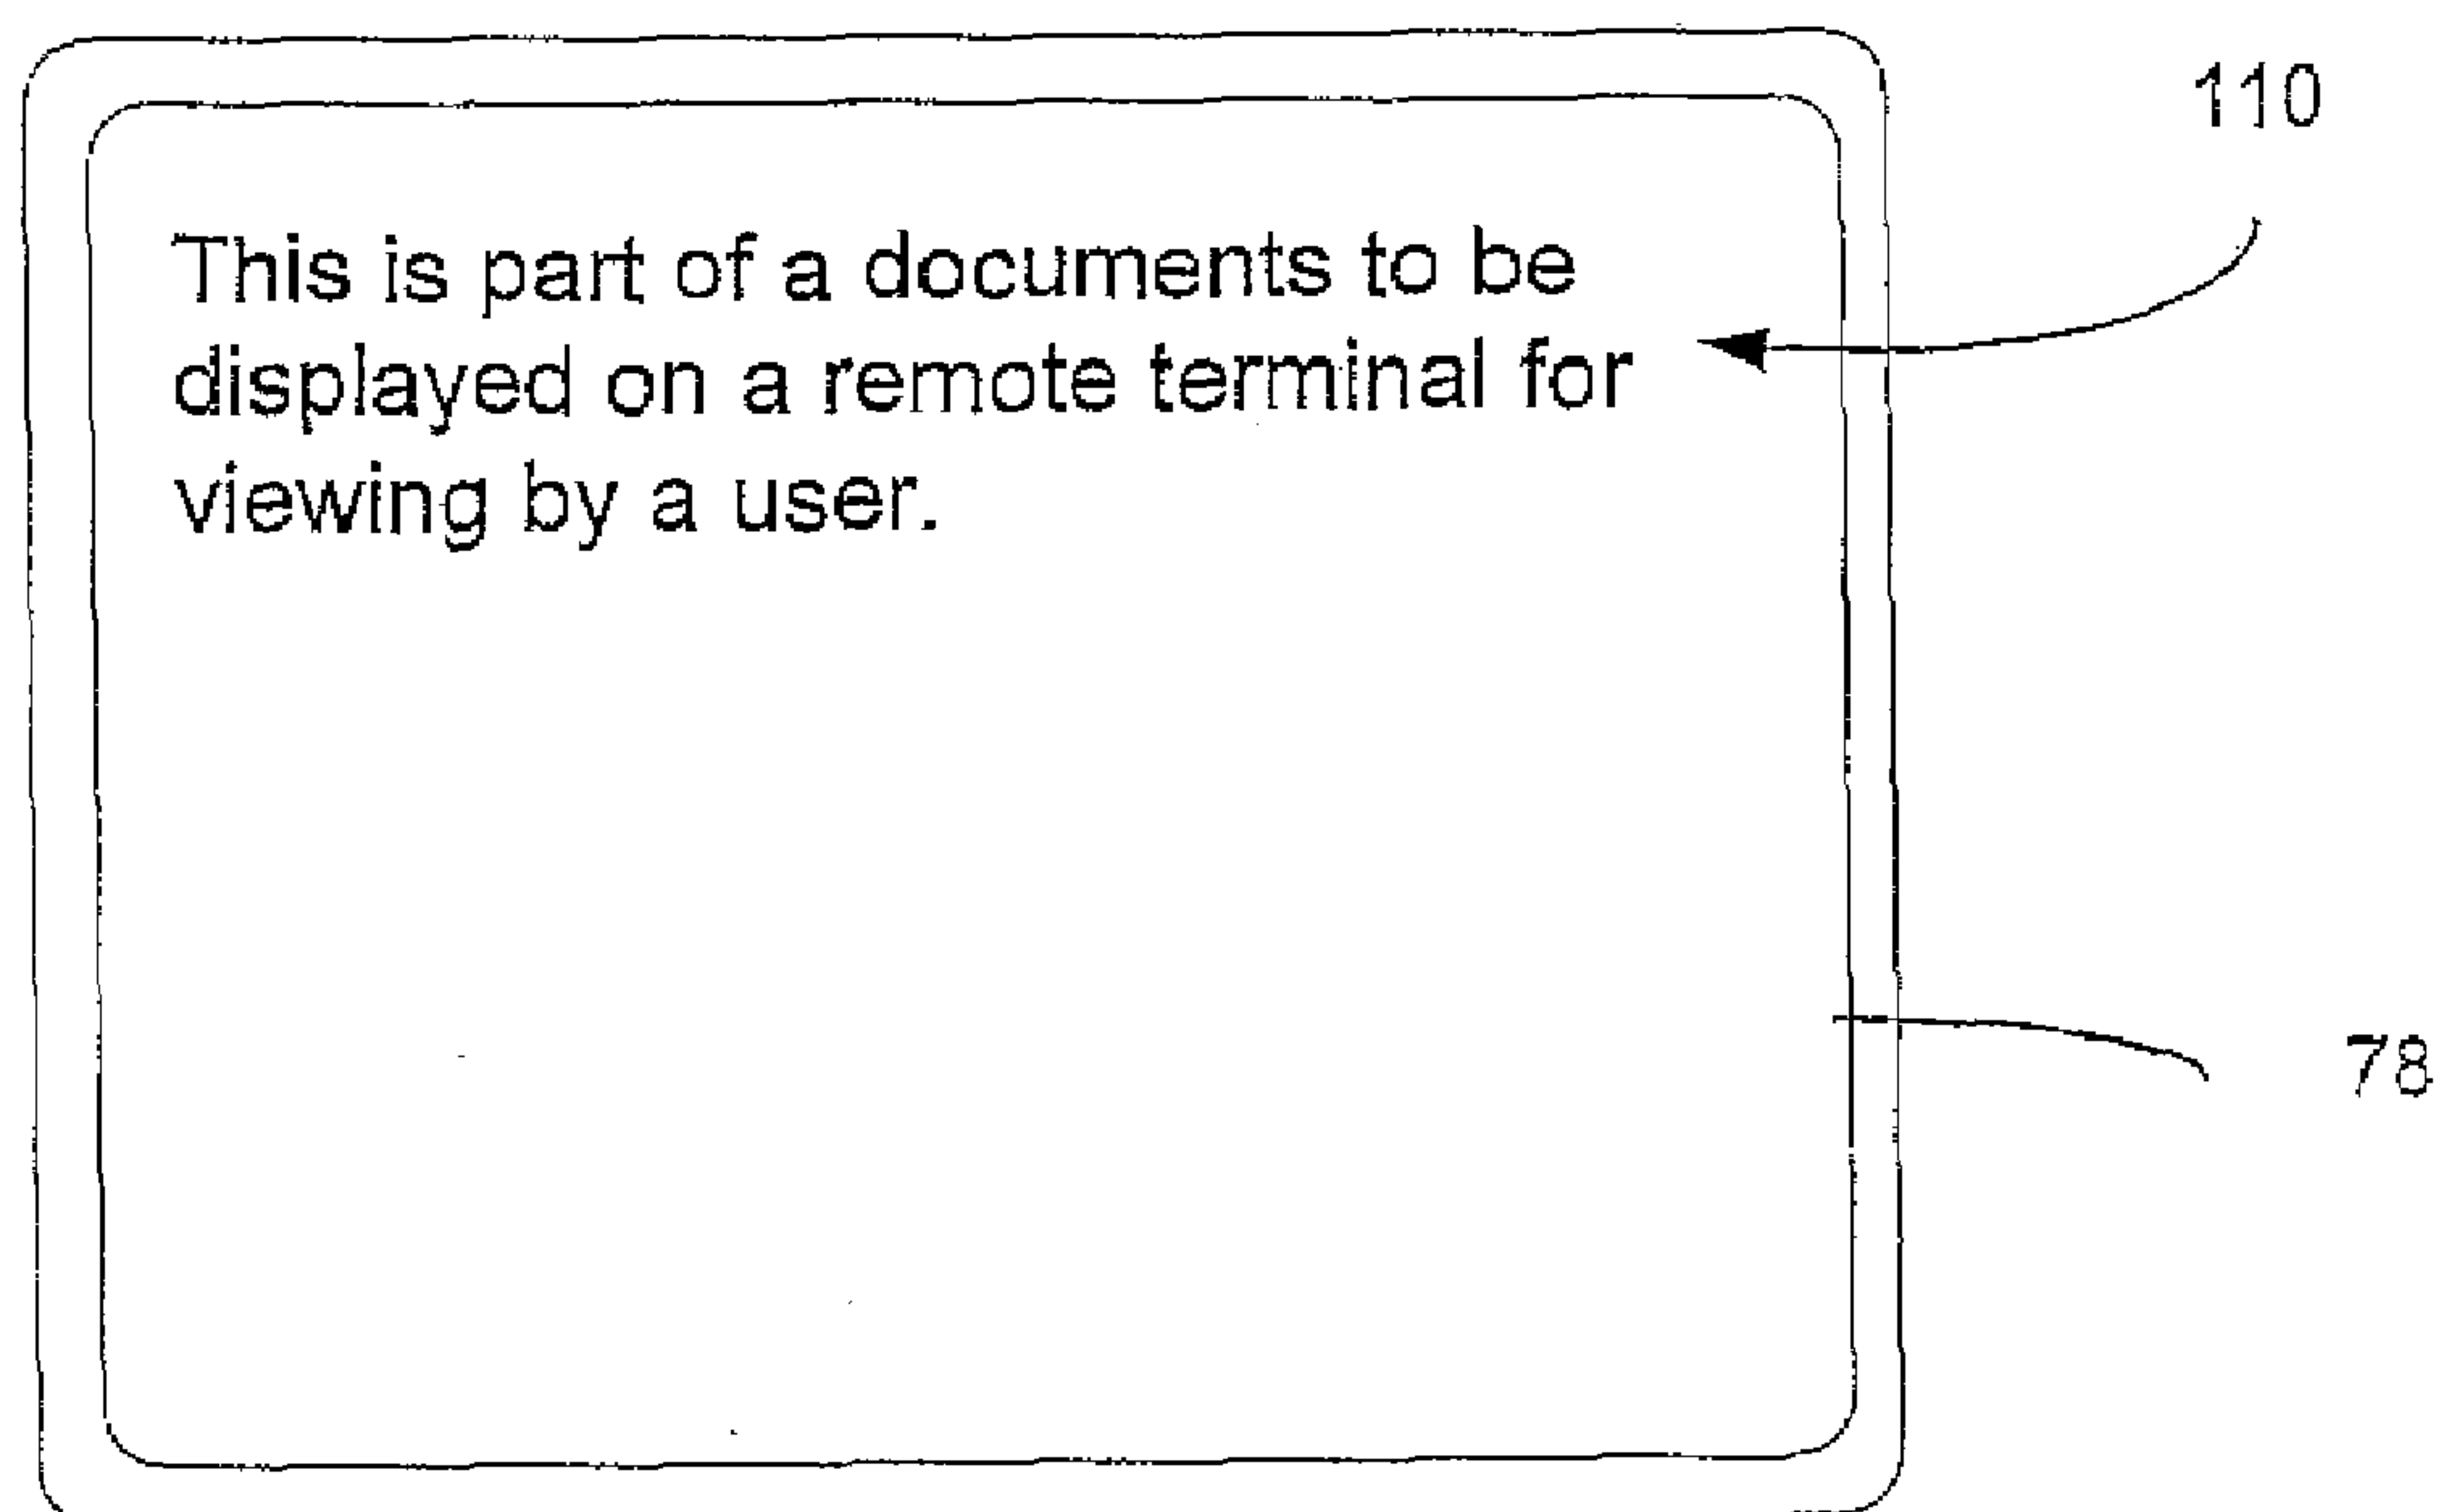 110
This is part of a documents to be
displayed on a remote terminal for
viewing by a user.
78